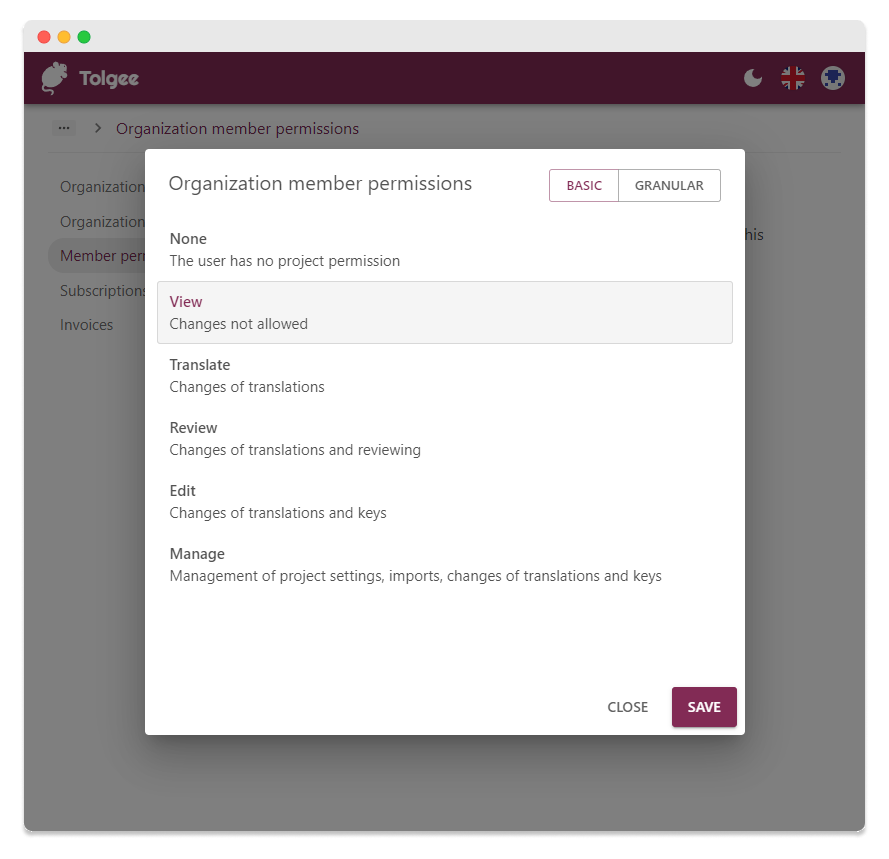 Tolgee
Organization member permissions
Organization
Organization
Member per
Subscriptions
Invoices
his
Organization member permissions
BASIC
GRANULAR
None
The user has no project permission
View
Changes not allowed
Translate
Changes of translations
Review
Changes of translations and reviewing
Edit
Changes of translations and keys
Manage
Management of project settings, imports, changes of translations and keys
CLOSE
SAVE